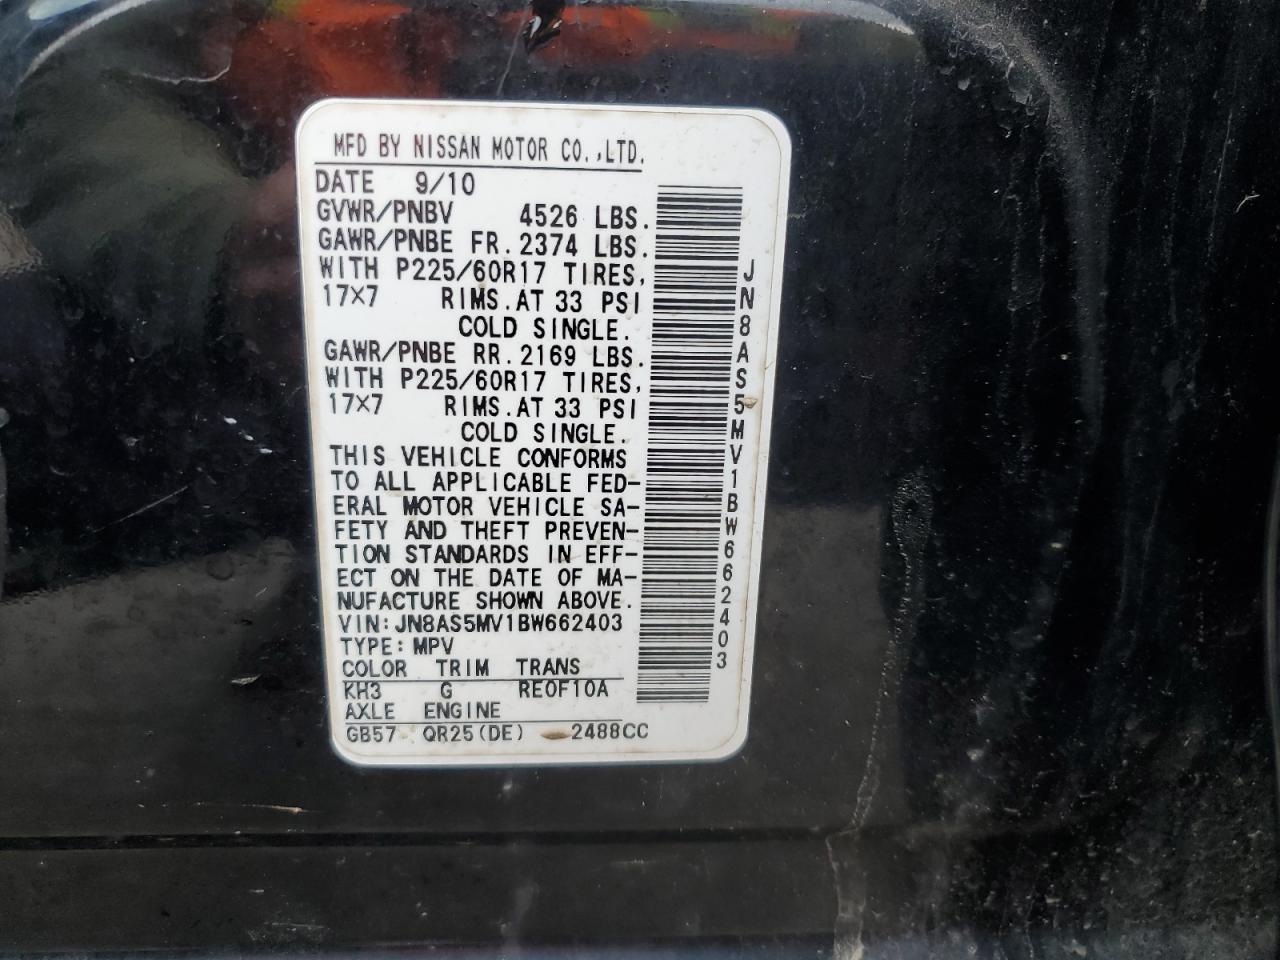 MFD BY NISSAN MOTOR CO.,LTD.
DATE 9/10
GVWR/PNBV 4526 LBS.
GAWR/PNBE FR. 2374 LBS.
WITH P225/60R17 TIRES,
17×7 RIMS. AT 33 PSI
COLD SINGLE.
GAWR/PNBE RR. 2169 LBS.
WITH P225/60R17 TIRES,
17×7 RIMS. AT 33 PSI
COLD SINGLE.
THIS VEHICLE CONFORMS
TO ALL APPLICABLE FED-
ERAL MOTOR VEHICLE SA-
FETY AND THEFT PREVEN-
TION STANDARDS IN EFF-
ECT ON THE DATE OF MA-
NUFACTURE SHOWN ABOVE.
VIN: JN8AS5MV1BW662403
TYPE: MPV
COLOR TRIM TRANS
KH3 G RE0F10A
AXLE ENGINE
GB57 QR25(DE) 2488CC
JN8AS5MV1BW662403